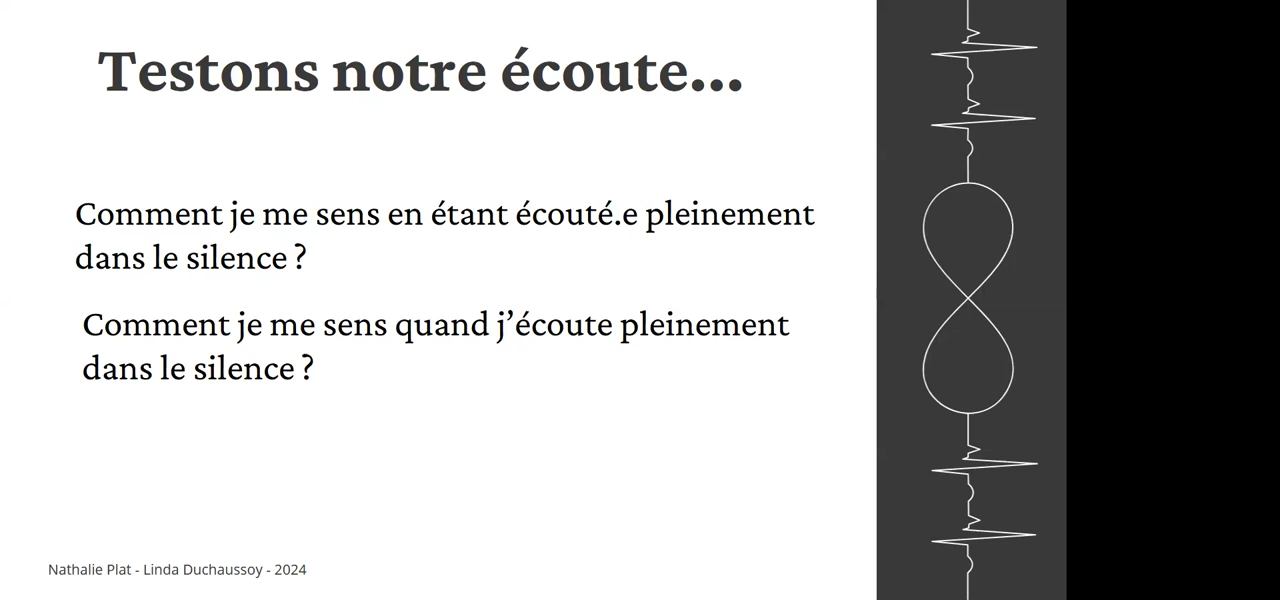 Testons notre écoute...
Comment je me sens en étant écouté.e pleinement
dans le silence ?
Comment je me sens quand j’écoute pleinement
dans le silence ?
Nathalie Plat - Linda Duchaussoy - 2024